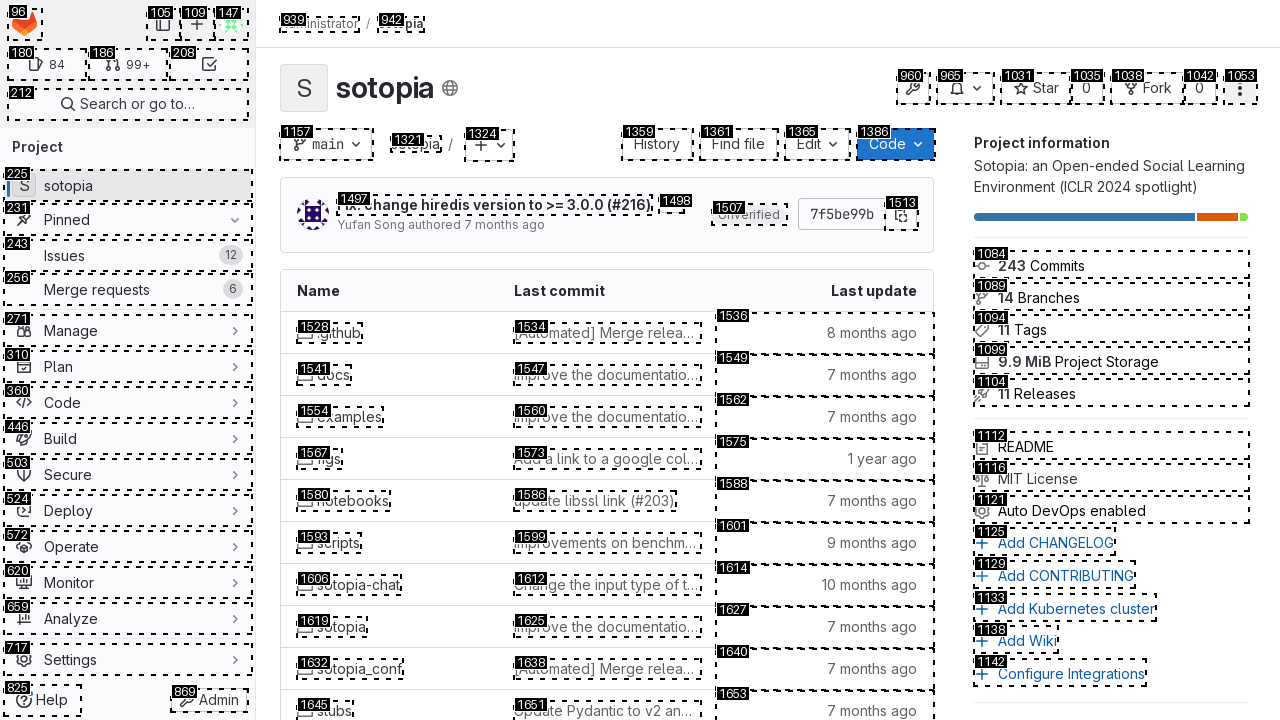 96
105
109
147
180
84
186
99+
208
212
Search or go to…
Project
225
S
sotopia
231
Pinned
243
Issues
12
256
Merge requests
6
271
Manage
310
Plan
360
Code
446
Build
503
Secure
524
Deploy
572
Operate
620
Monitor
659
Analyze
717
Settings
825
Help
869
Admin
939
Administrator
/
942
sotopia
S
sotopia
960
965
1031
Star
1035
0
1038
Fork
1042
0
1053
1157
main
1321
sotopia
/
1324
1359
History
1361
Find file
1365
Edit
1386
Code
1497
Fix: change hiredis version to >= 3.0.0 (#216)
1498
Yufan Song authored 7 months ago
1507
Unverified
7f5be99b
1513
Name
Last commit
Last update
1528
.github
1534
[Automated] Merge relea…
1536
8 months ago
1541
docs
1547
Improve the documentatio…
1549
7 months ago
1554
examples
1560
Improve the documentatio…
1562
7 months ago
1567
figs
1573
Add a link to a google col…
1575
1 year ago
1580
notebooks
1586
update libssl link (#203)
1588
7 months ago
1593
scripts
1599
Improvements on benchm…
1601
9 months ago
1606
sotopia-chat
1612
Change the input type of t…
1614
10 months ago
1619
sotopia
1625
Improve the documentatio…
1627
7 months ago
1632
sotopia_conf
1638
[Automated] Merge relea…
1640
7 months ago
1645
stubs
1651
Update Pydantic to v2 an…
1653
7 months ago
Project information
Sotopia: an Open-ended Social Learning
Environment (ICLR 2024 spotlight)
1084
243 Commits
1089
14 Branches
1094
11 Tags
1099
9.9 MiB Project Storage
1104
11 Releases
1112
README
1116
MIT License
1121
Auto DevOps enabled
1125
Add CHANGELOG
1129
Add CONTRIBUTING
1133
Add Kubernetes cluster
1138
Add Wiki
1142
Configure Integrations